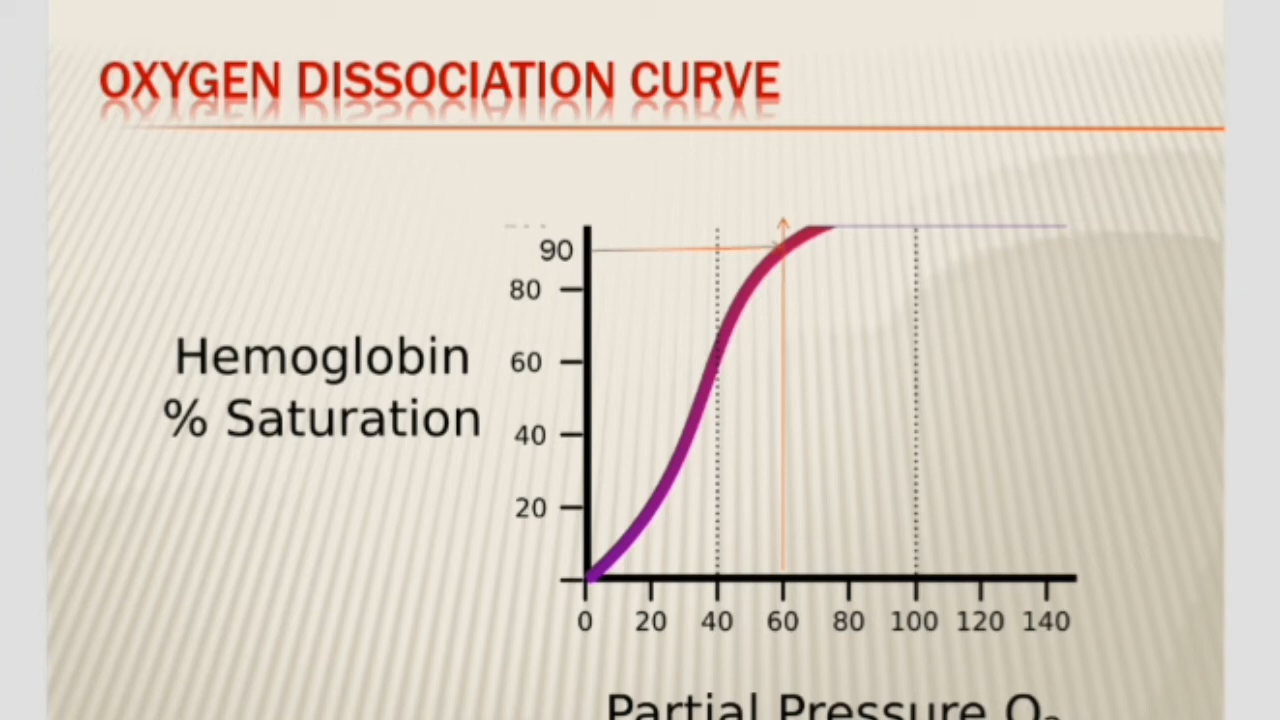 OXYGEN DISSOCIATION CURVE
90
80
Hemoglobin
% Saturation
60
40
20
0 20 40 60 80 100 120 140
Partial Pressure O₂